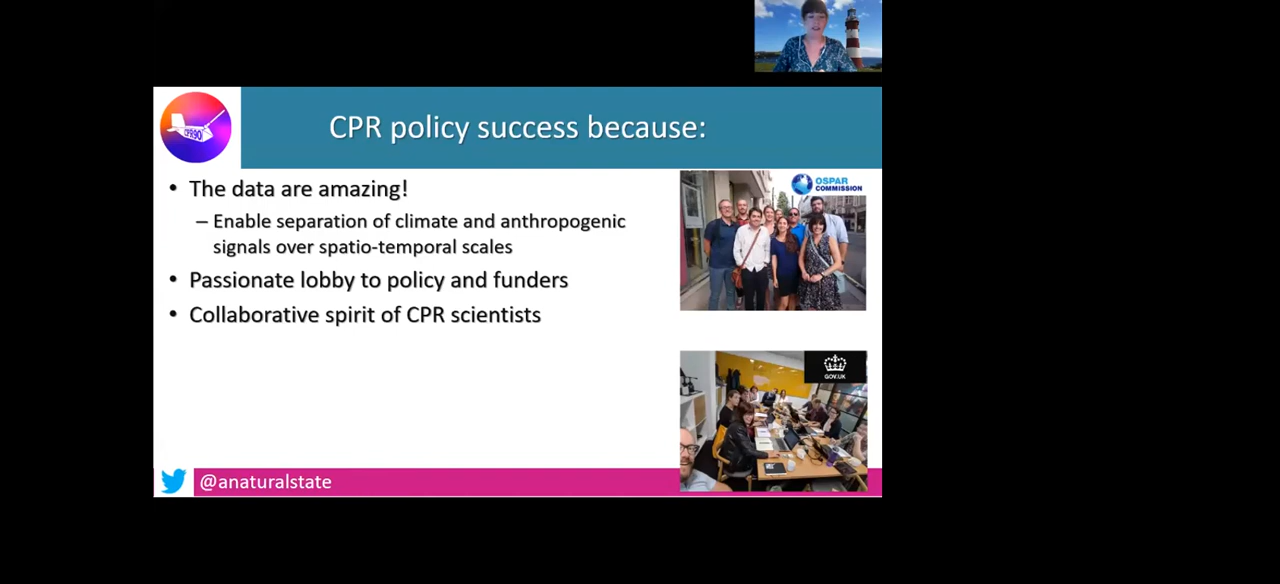 CPR90
CPR policy success because:
• The data are amazing!
– Enable separation of climate and anthropogenic
signals over spatio-temporal scales
• Passionate lobby to policy and funders
• Collaborative spirit of CPR scientists
OSPAR
COMMISSION
GOV.UK
@anaturalstate